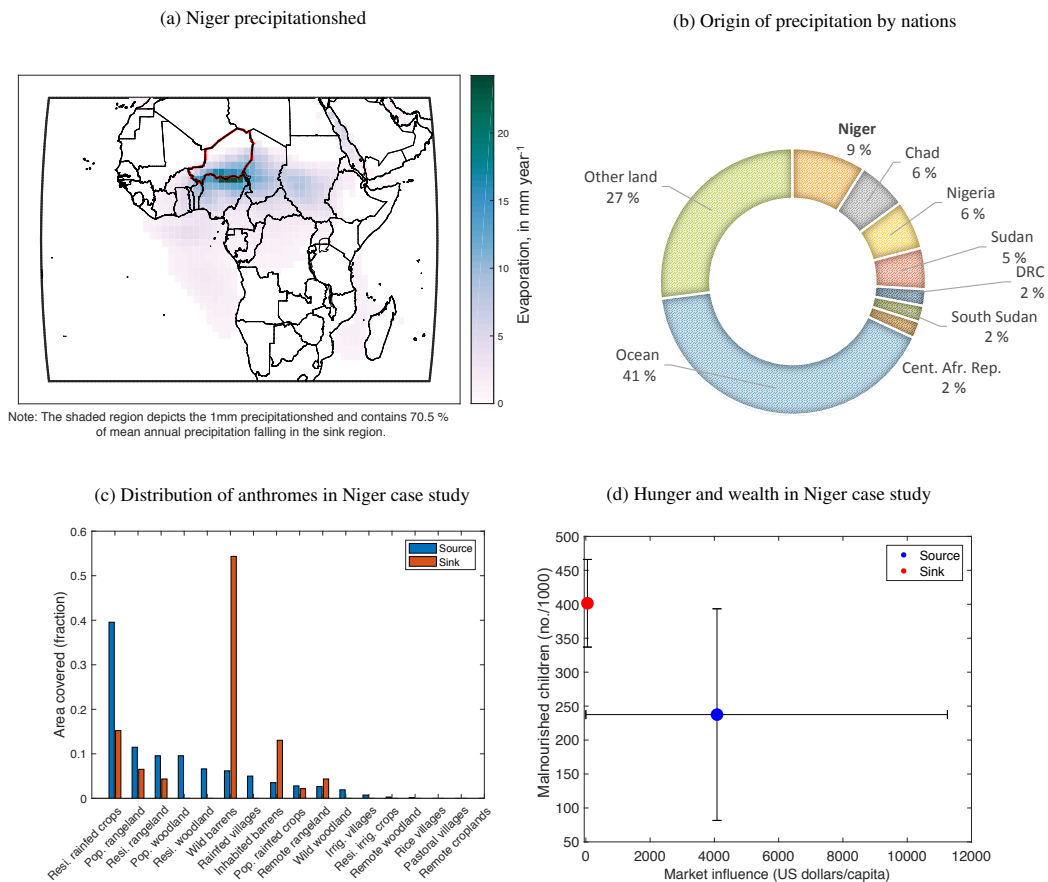 (a) Niger precipitationshed
20
15
10
5
0
Evaporation, in mm year⁻¹
Note: The shaded region depicts the 1mm precipitationshed and contains 70.5 %
of mean annual precipitation falling in the sink region.
(b) Origin of precipitation by nations
Niger
9 %
Chad
6 %
Nigeria
6 %
Sudan
5 %
DRC
2 %
South Sudan
2 %
Cent. Afr. Rep.
2 %
Ocean
41 %
Other land
27 %
(c) Distribution of anthromes in Niger case study
Area covered (fraction)
0.6
0.5
0.4
0.3
0.2
0.1
0
Source
Sink
Resi. rainfed crops
Pop. rangeland
Resi. rangeland
Pop. woodland
Resi. woodland
Wild barrens
Rainfed villages
Inhabited barrens
Pop. rainfed crops
Remote rangeland
Wild woodland
Irrig. villages
Resi. irrig. crops
Remote woodland
Rice villages
Pastoral villages
Remote croplands
(d) Hunger and wealth in Niger case study
Malnourished children (no./1000)
500
450
400
350
300
250
200
150
100
50
Source
Sink
0
2000
4000
6000
8000
10000
12000
Market influence (US dollars/capita)